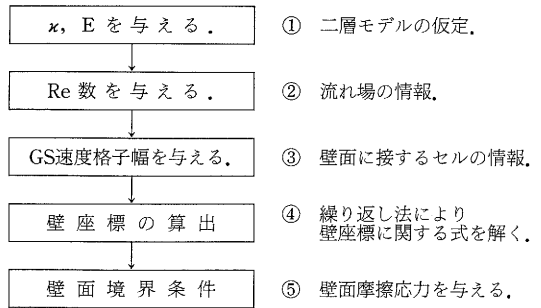 ϰ, E を 与 え る .
① 二層モデルの仮定.
Re 数 を 与 え る .
② 流れ場の情報.
GS速度格子幅を与える.
③ 壁面に接するセルの情報.
壁 座 標 の 算 出
④ 繰り返し法により
壁座標に関する式を解く.
壁 面 境 界 条 件
⑤ 壁面摩擦応力を与える.